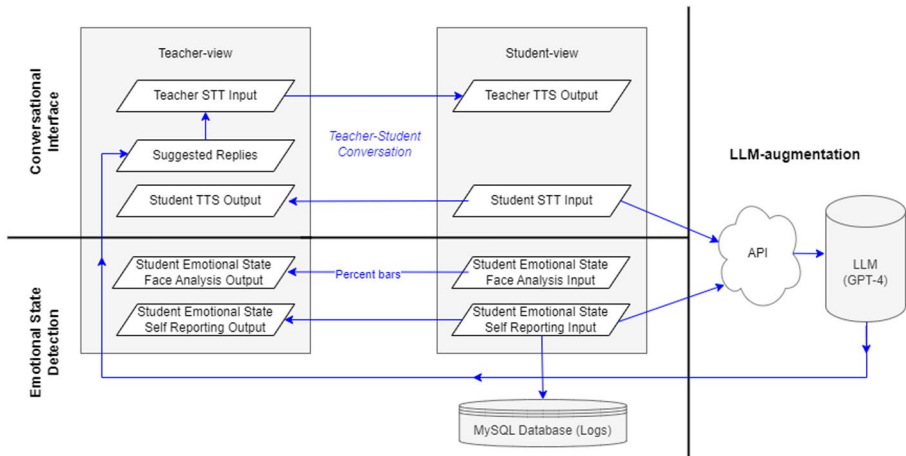 Teacher-view
Student-view
Conversational
Interface
Teacher STT Input
Teacher TTS Output
Teacher-Student
Conversation
Suggested Replies
LLM-augmentation
Student TTS Output
Student STT Input
API
LLM
(GPT-4)
Emotional State
Detection
Student Emotional State
Face Analysis Output
Percent bars
Student Emotional State
Face Analysis Input
Student Emotional State
Self Reporting Output
Student Emotional State
Self Reporting Input
MySQL Database (Logs)